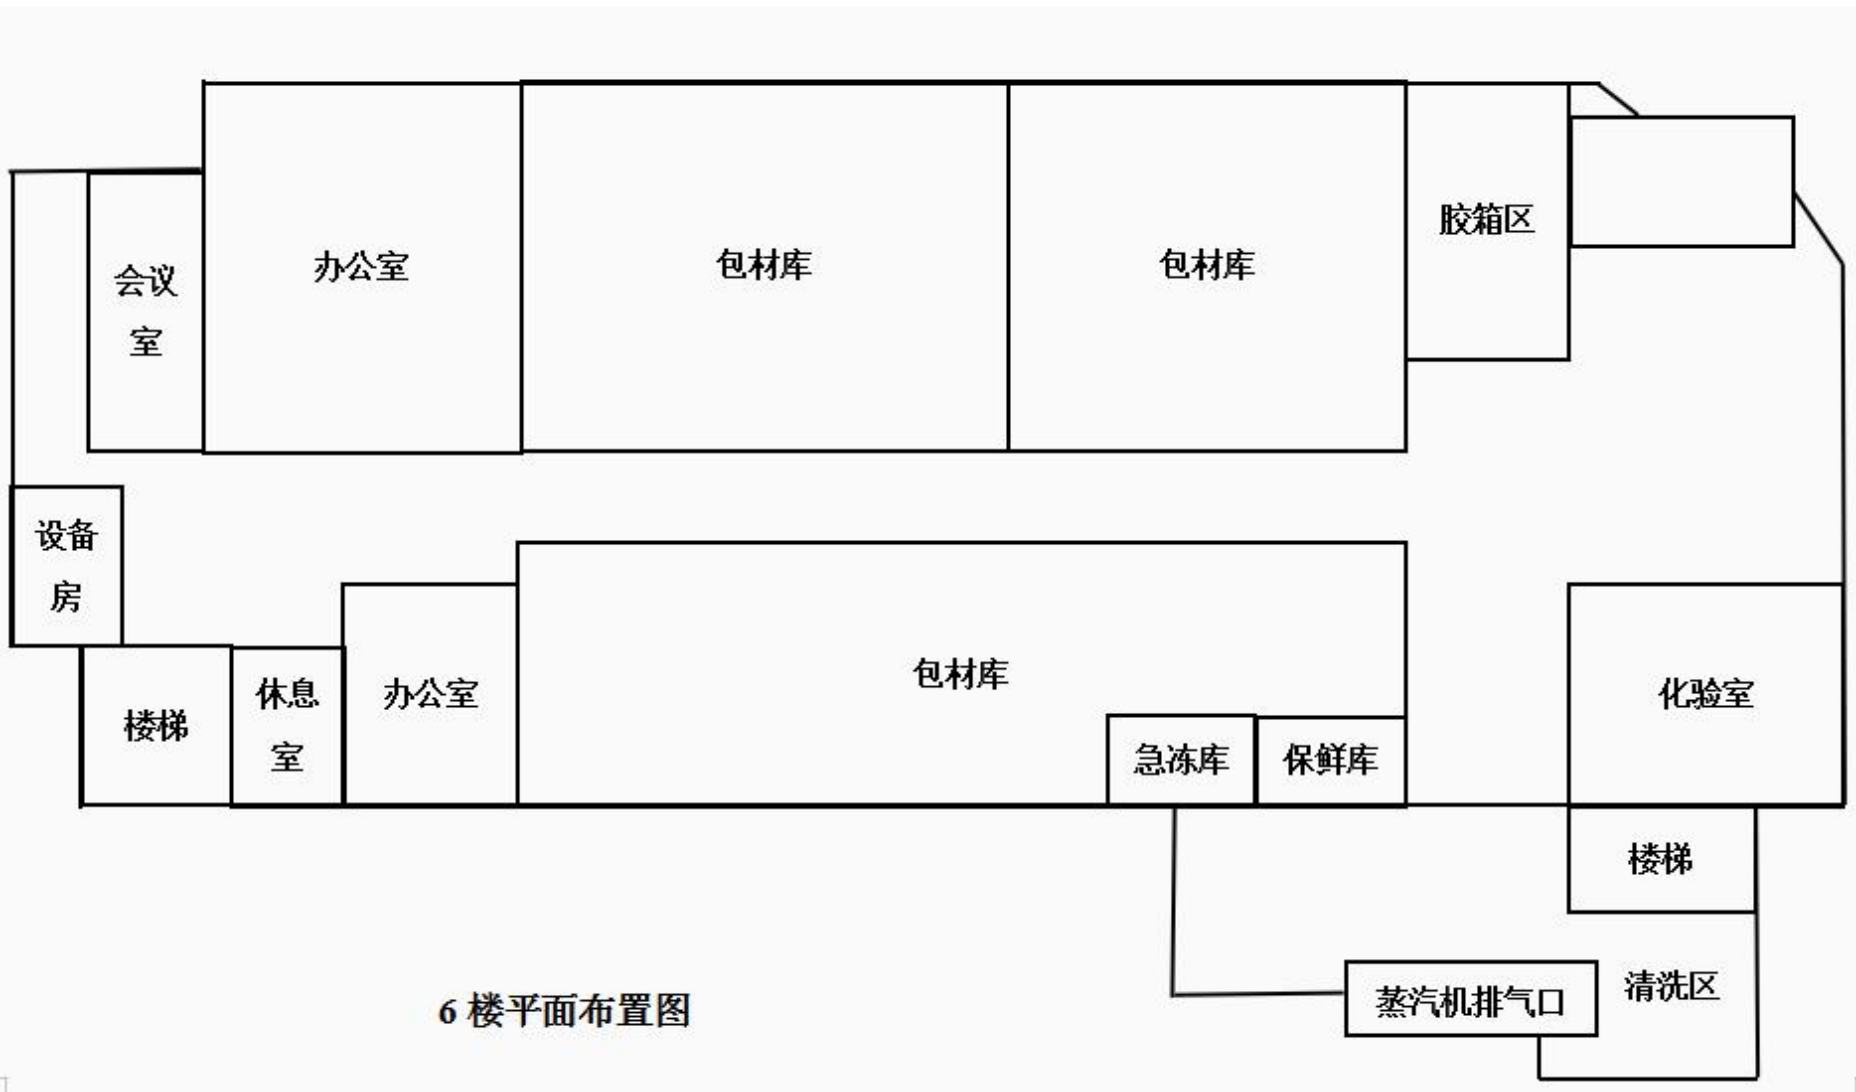 会议
室
办公室
包材库
包材库
胶箱区
设备
房
楼梯
休息
室
办公室
包材库
急冻库
保鲜库
化验室
楼梯
清洗区
蒸汽机排气口
6 楼平面布置图